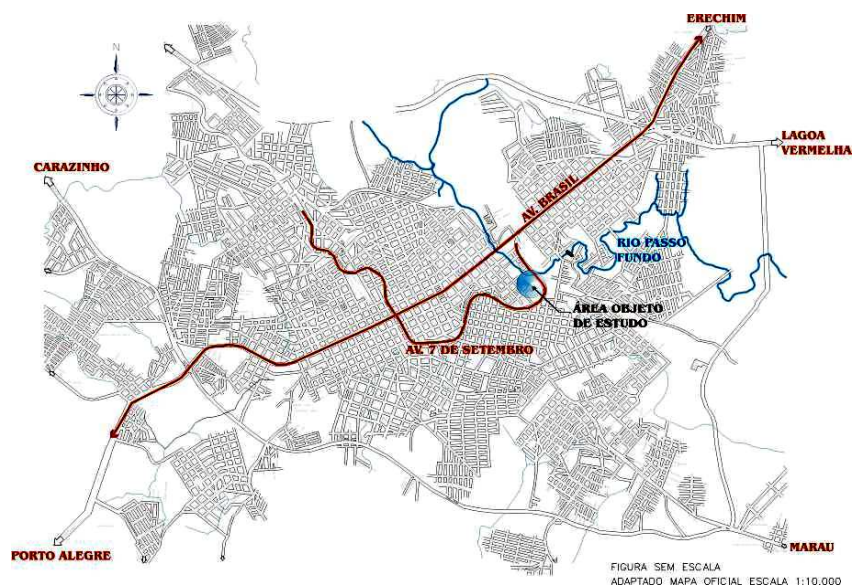 ERECHIM
N
LAGOA
VERMELHA
CARAZINHO
AV. BRASIL
RIO PASSO
FUNDO
ÁREA OBJETO
DE ESTUDO
AV. 7 DE SETEMBRO
PORTO ALEGRE
MARAU
FIGURA SEM ESCALA
ADAPTADO MAPA OFICIAL ESCALA 1:10.000